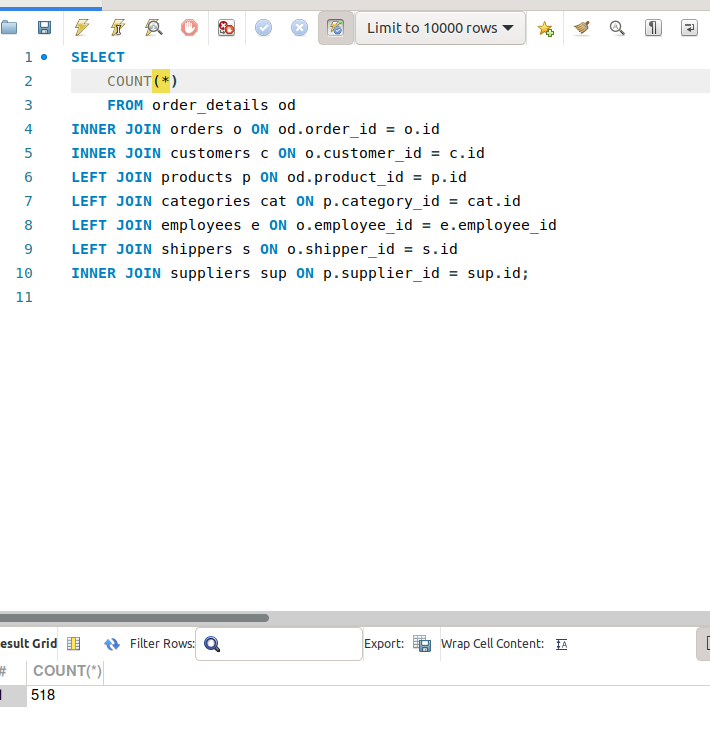 Limit to 10000 rows
1 SELECT
2 COUNT(*)
3 FROM order_details od
4 INNER JOIN orders o ON od.order_id = o.id
5 INNER JOIN customers c ON o.customer_id = c.id
6 LEFT JOIN products p ON od.product_id = p.id
7 LEFT JOIN categories cat ON p.category_id = cat.id
8 LEFT JOIN employees e ON o.employee_id = e.employee_id
9 LEFT JOIN shippers s ON o.shipper_id = s.id
10 INNER JOIN suppliers sup ON p.supplier_id = sup.id;
11
esult Grid Filter Rows: Export: Wrap Cell Content:
# COUNT(*)
1 518